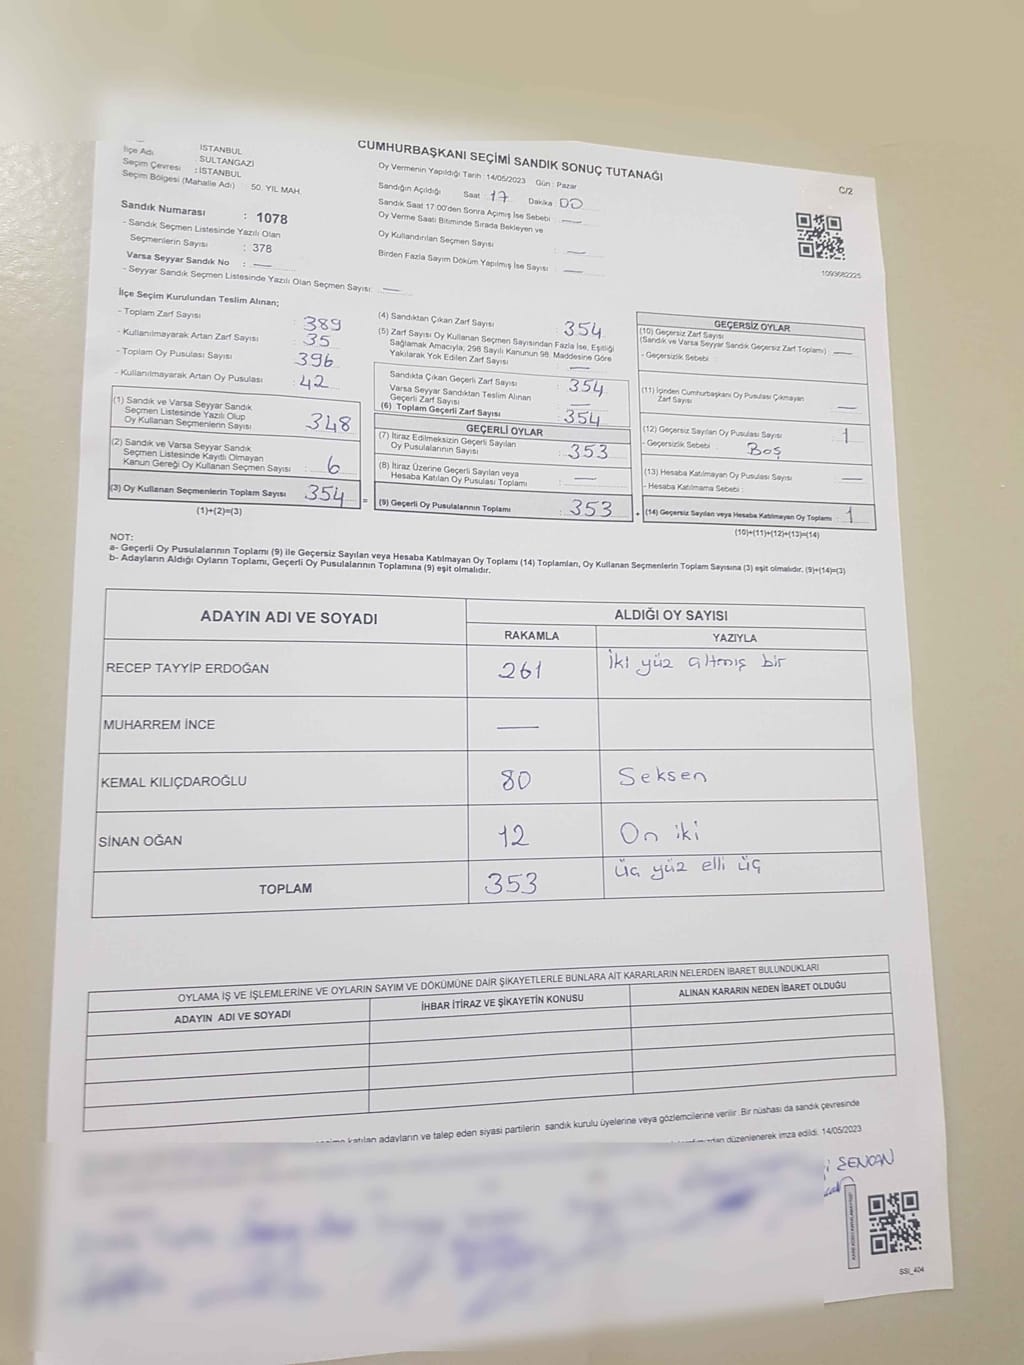 İSTANBUL
İlçe Adı : SULTANGAZİ
Seçim Çevresi : İSTANBUL
Seçim Bölgesi (Mahalle Adı) : 50. YIL MAH.
Sandık Numarası : 1078
- Sandık Seçmen Listesinde Yazılı Olan
Seçmenlerin Sayısı : 378
Varsa Seyyar Sandık No : —
- Seyyar Sandık Seçmen Listesinde Yazılı Olan Seçmen Sayısı: —
CUMHURBAŞKANI SEÇİMİ SANDIK SONUÇ TUTANAĞI
Oy Vermenin Yapıldığı Tarih : 14/05/2023 Gün : Pazar
Sandığın Açıldığı Saat : 17 Dakika : 00
Sandık Saat 17:00'den Sonra Açımış İse Sebebi : —
Oy Verme Saati Bitiminde Sırada Bekleyen ve
Oy Kullandırılan Seçmen Sayısı : —
Birden Fazla Sayım Döküm Yapılmış İse Sayısı : —
C/2
1093682225
İlçe Seçim Kurulundan Teslim Alınan;
- Toplam Zarf Sayısı : 389
- Kullanılmayarak Artan Zarf Sayısı : 35
- Toplam Oy Pusulası Sayısı : 396
- Kullanılmayarak Artan Oy Pusulası : 42
(1) Sandık ve Varsa Seyyar Sandık
Seçmen Listesinde Yazılı Olup
Oy Kullanan Seçmenlerin Sayısı : 348
(2) Sandık ve Varsa Seyyar Sandık
Seçmen Listesinde Kayıtlı Olmayan
Kanun Gereği Oy Kullanan Seçmen Sayısı : 6
(3) Oy Kullanan Seçmenlerin Toplam Sayısı : 354 =
(1)+(2)=(3)
(4) Sandıktan Çıkan Zarf Sayısı : 354
(5) Zarf Sayısı Oy Kullanan Seçmen Sayısından Fazla İse, Eşitliği
Sağlamak Amacıyla; 298 Sayılı Kanunun 98. Maddesine Göre
Yakılarak Yok Edilen Zarf Sayısı : —
Sandıkta Çıkan Geçerli Zarf Sayısı : 354
Varsa Seyyar Sandıktan Teslim Alınan
Geçerli Zarf Sayısı : —
(6) Toplam Geçerli Zarf Sayısı : 354
GEÇERLİ OYLAR
(7) İtiraz Edilmeksizin Geçerli Sayılan
Oy Pusulalarının Sayısı : 353
(8) İtiraz Üzerine Geçerli Sayılan veya
Hesaba Katılan Oy Pusulası Toplamı : —
(9) Geçerli Oy Pusulalarının Toplamı : 353 +
GEÇERSİZ OYLAR
(10) Geçersiz Zarf Sayısı
(Sandık ve Varsa Seyyar Sandık Geçersiz Zarf Toplamı) : —
- Geçersizlik Sebebi :
(11) İçinden Cumhurbaşkanı Oy Pusulası Çıkmayan
Zarf Sayısı : —
(12) Geçersiz Sayılan Oy Pusulası Sayısı : 1
- Geçersizlik Sebebi : Boş
(13) Hesaba Katılmayan Oy Pusulası Sayısı : —
- Hesaba Katılmama Sebebi :
(14) Geçersiz Sayılan veya Hesaba Katılmayan Oy Toplamı : 1
(10)+(11)+(12)+(13)=(14)
NOT:
a- Geçerli Oy Pusulalarının Toplamı (9) ile Geçersiz Sayılan veya Hesaba Katılmayan Oy Toplamı (14) Toplamları, Oy Kullanan Seçmenlerin Toplam Sayısına (3) eşit olmalıdır. (9)+(14)=(3)
b- Adayların Aldığı Oyların Toplamı, Geçerli Oy Pusulalarının Toplamına (9) eşit olmalıdır.
ADAYIN ADI VE SOYADI ALDIĞI OY SAYISI
RAKAMLA YAZIYLA
RECEP TAYYİP ERDOĞAN 261 İki yüz altmış bir
MUHARREM İNCE —
KEMAL KILIÇDAROĞLU 80 Seksen
SİNAN OĞAN 12 On iki
TOPLAM 353 üç yüz elli üç
OYLAMA İŞ VE İŞLEMLERİNE VE OYLARIN SAYIM VE DÖKÜMÜNE DAİR ŞİKAYETLERLE BUNLARA AİT KARARLARIN NELERDEN İBARET BULUNDUKLARI
ADAYIN ADI VE SOYADI İHBAR İTİRAZ VE ŞİKAYETİN KONUSU ALINAN KARARIN NEDEN İBARET OLDUĞU
katılan adayların ve talep eden siyasi partilerin sandık kurulu üyelerine veya gözlemcilerine verilir. Bir nüshası da sandık çevresinde
düzenlenerek imza edildi. 14/05/2023
ŞENCAN
SSI_404